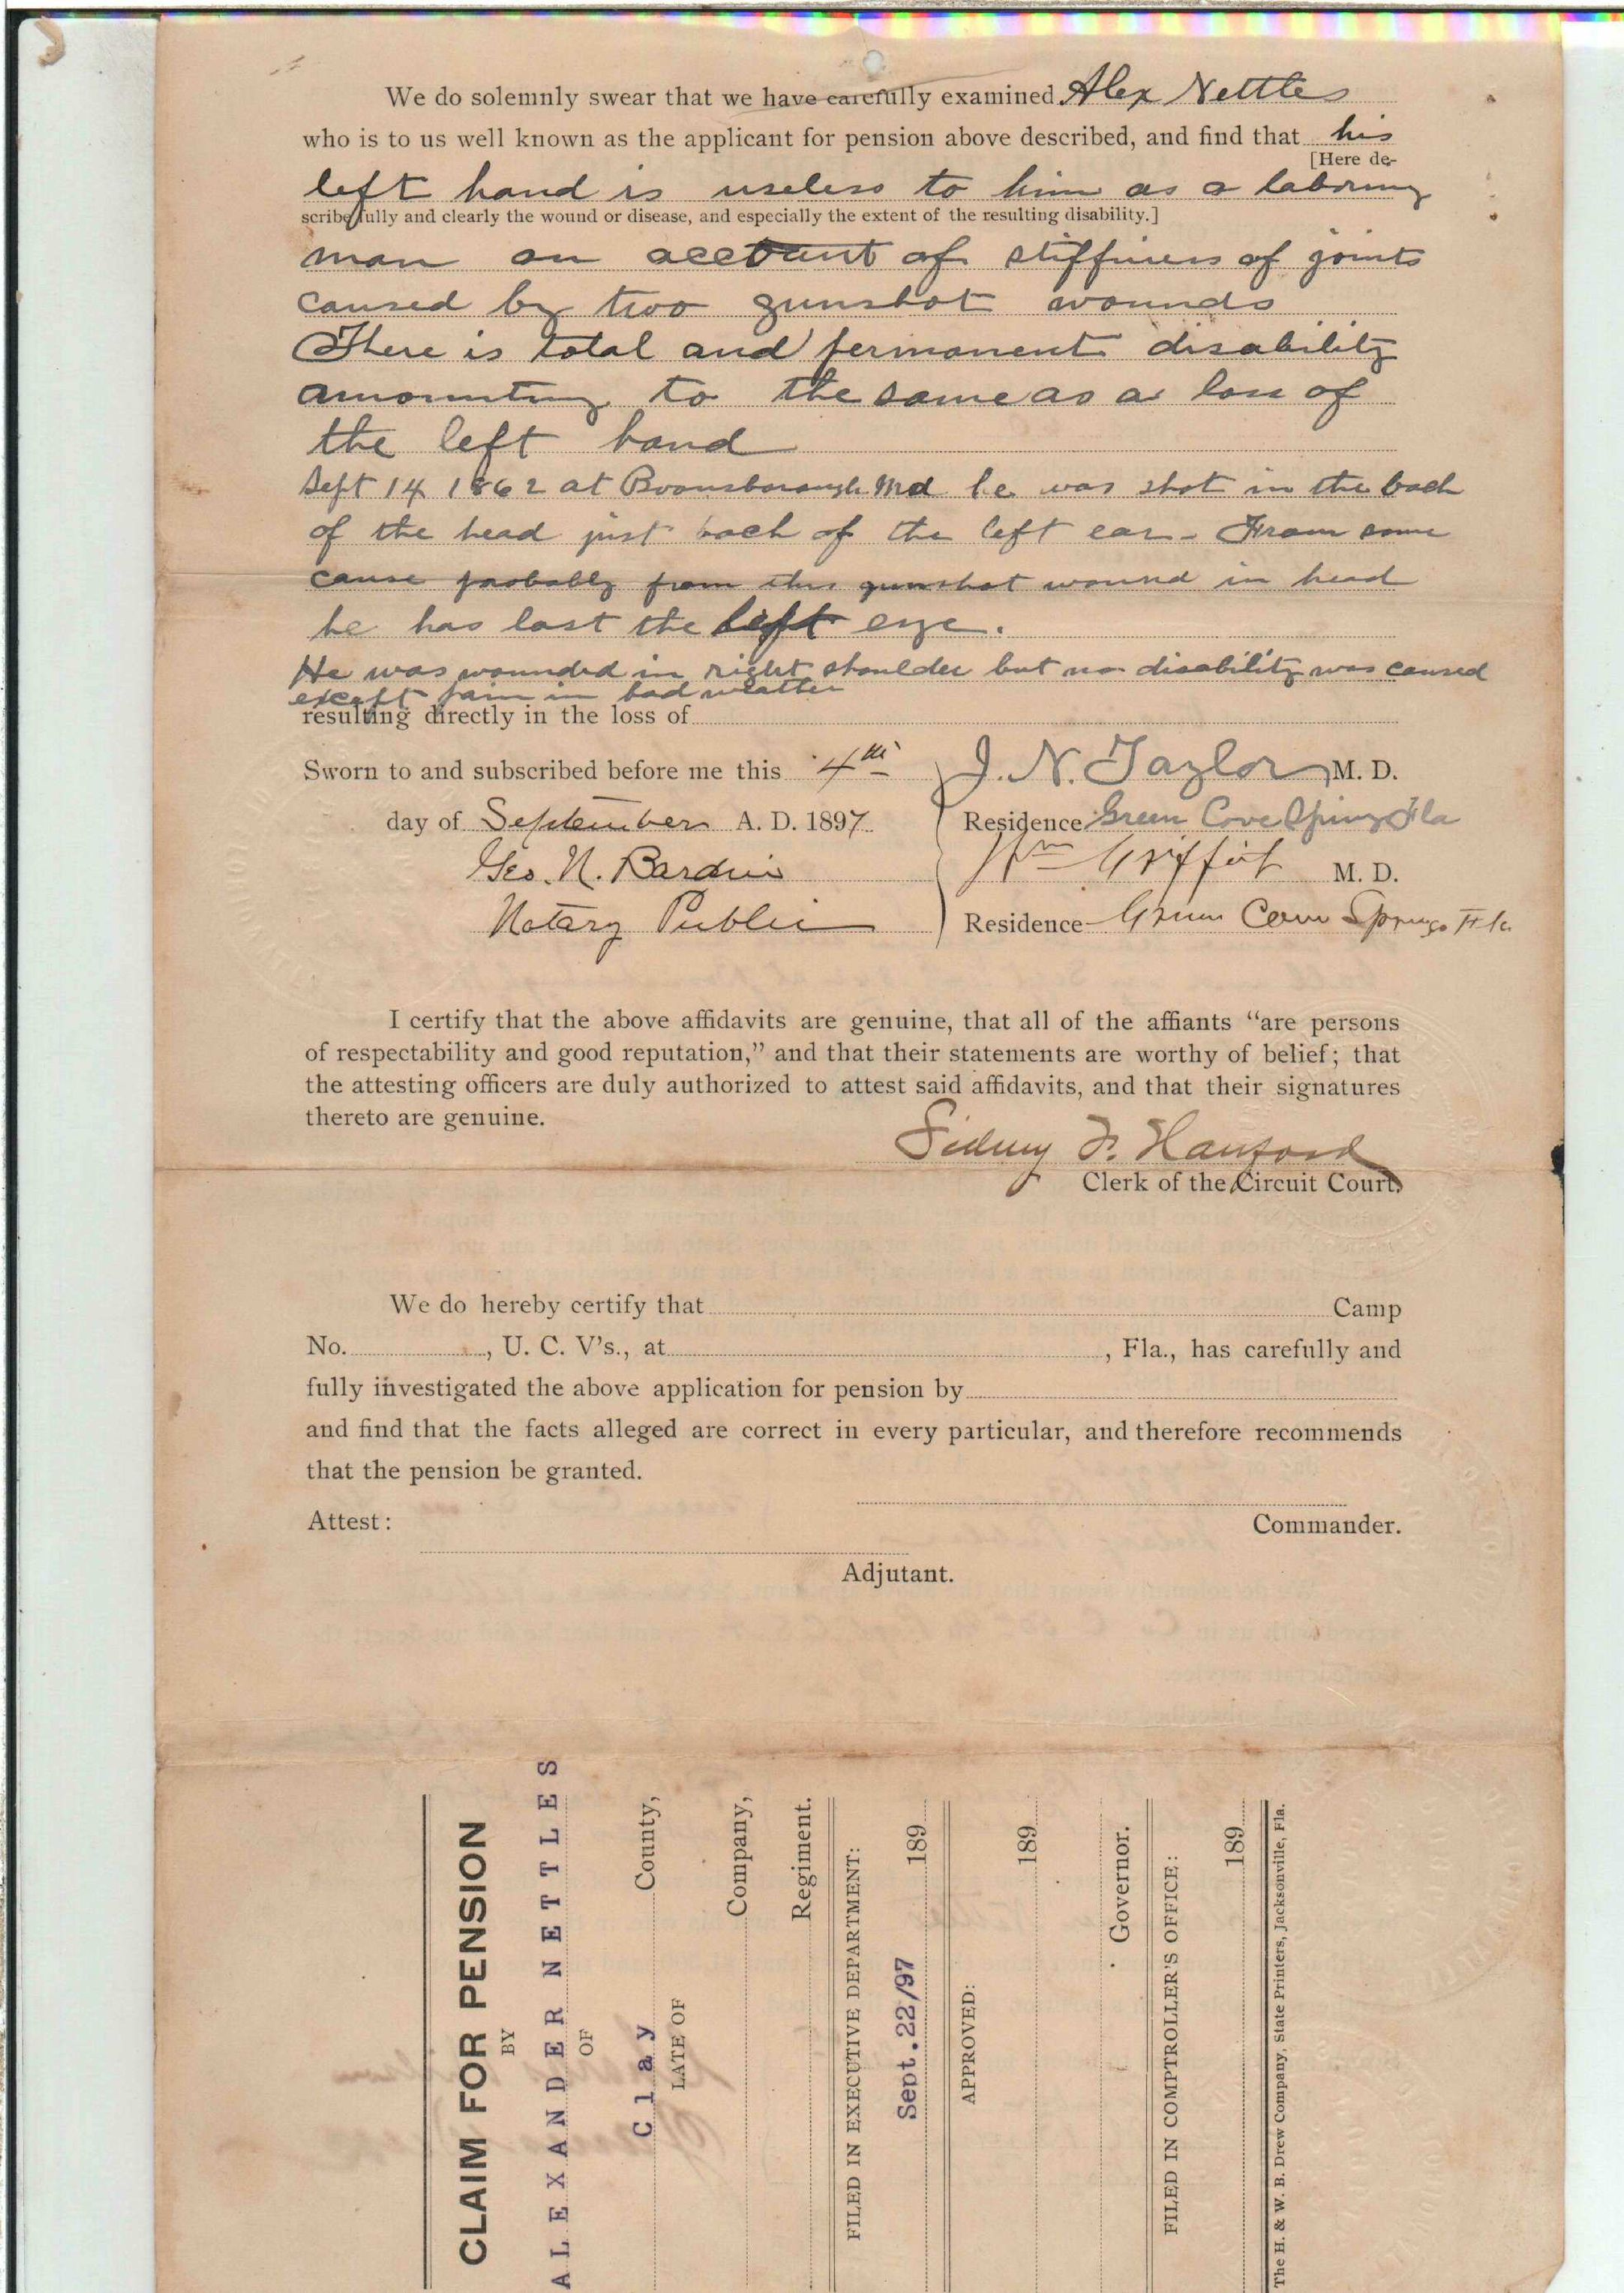 We do solemnly swear that we have carefully examined Alex Nettles
who is to us well known as the applicant for pension above described, and find that his
[Here de-
left hand is useless to him as a laboring
scribe fully and clearly the wound or disease, and especially the extent of the resulting disability.]
man on account of stiffness of joints
caused by two gunshot wounds
There is total and permanent disability
amounting to the same as a loss of
the left hand
Sept 14 1862 at Boonsborough Md he was shot in the back
of the head just back of the left ear. From some
cause probably from this gunshot wound in head
he has lost the left eye.
He was wounded in right shoulder but no disability was caused
except pain in bad weather
resulting directly in the loss of
Sworn to and subscribed before me this 4th
day of September A. D. 1897.
Geo. N. Bardin
Notary Public
J. N. Taylor M. D.
Residence Green Cove Springs Fla
Wm Griffith M. D.
Residence Green Cove Springs Fla.
I certify that the above affidavits are genuine, that all of the affiants “are persons
of respectability and good reputation,” and that their statements are worthy of belief; that
the attesting officers are duly authorized to attest said affidavits, and that their signatures
thereto are genuine.
Sidney F. Hansford
Clerk of the Circuit Court.
We do hereby certify that Camp
No. , U. C. V's., at , Fla., has carefully and
fully investigated the above application for pension by
and find that the facts alleged are correct in every particular, and therefore recommends
that the pension be granted.
Attest: Commander.
Adjutant.
CLAIM FOR PENSION
BY
ALEXANDER NETTLES
OF
Clay County,
LATE OF
Company,
Regiment.
FILED IN EXECUTIVE DEPARTMENT:
Sept.22/97 189
APPROVED:
189
Governor.
FILED IN COMPTROLLER'S OFFICE:
189
The H. & W. B. Drew Company, State Printers, Jacksonville, Fla.